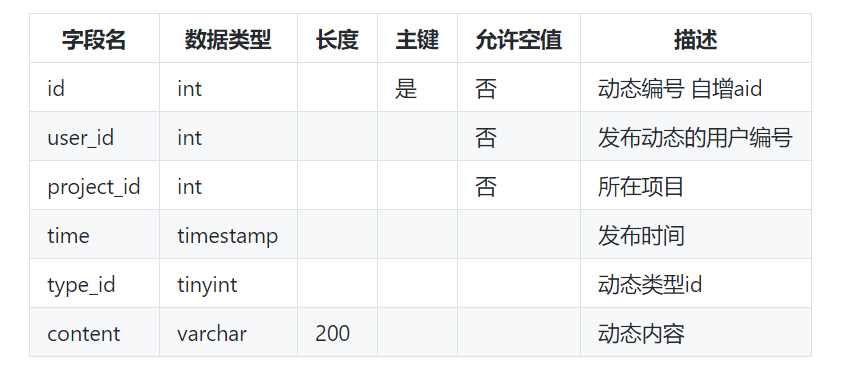 字段名 数据类型 长度 主键 允许空值 描述
id int 是 否 动态编号 自增aid
user_id int 否 发布动态的用户编号
project_id int 否 所在项目
time timestamp 发布时间
type_id tinyint 动态类型id
content varchar 200 动态内容